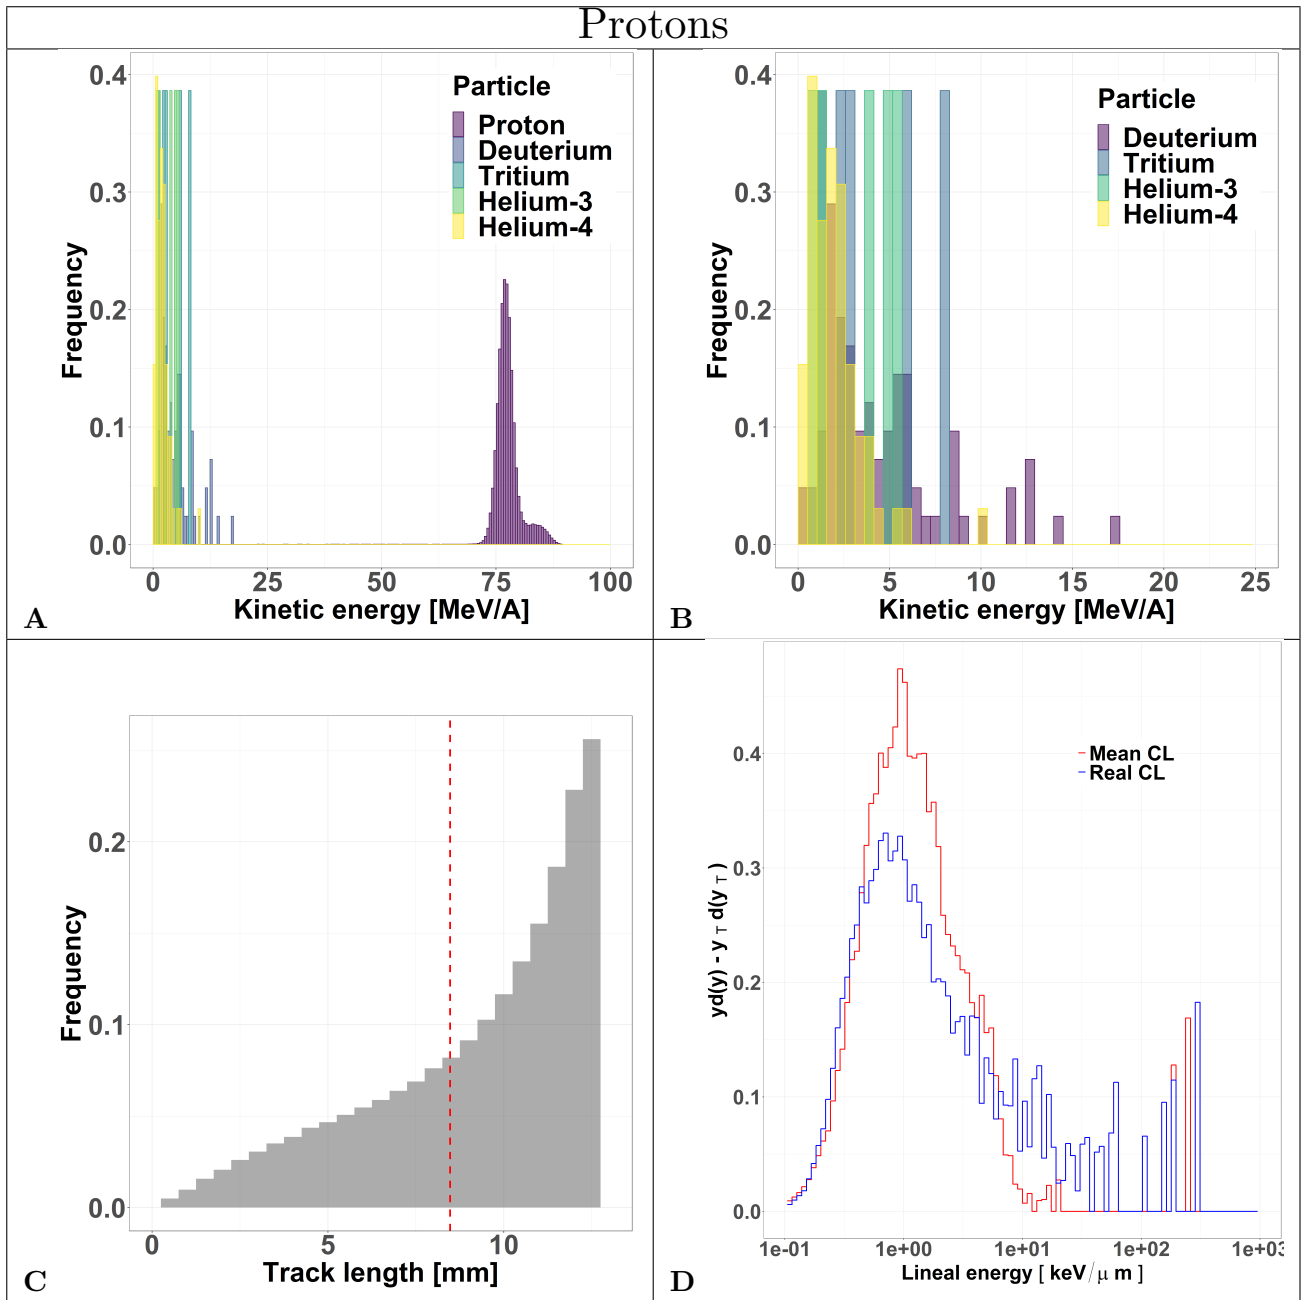 Protons
Frequency
0.4
0.3
0.2
0.1
0.0
Particle
Proton
Deuterium
Tritium
Helium-3
Helium-4
0 25 50 75 100
Kinetic energy [MeV/A]
A
Frequency
0.4
0.3
0.2
0.1
0.0
Particle
Deuterium
Tritium
Helium-3
Helium-4
0 5 10 15 20 25
Kinetic energy [MeV/A]
B
Frequency
0.2
0.1
0.0
0 5 10
Track length [mm]
C
yd(y) - y T d(y T )
0.4
0.3
0.2
0.1
0.0
Mean CL
Real CL
1e-01 1e+00 1e+01 1e+02 1e+03
Lineal energy [ keV/μ m ]
D